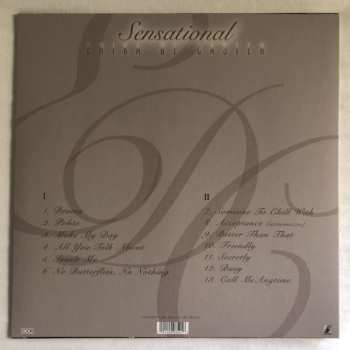 Sensational
ERIKA DE CASIER
I
1. Drama
2. Polite
3. Make My Day
4. All You Talk About
5. Insult Me
6. No Butterflies, No Nothing
II
7. Someone To Chill With
8. Acceptance (intermezzo)
9. Better Than That
10. Friendly
11. Secretly
12. Busy
13. Call Me Anytime